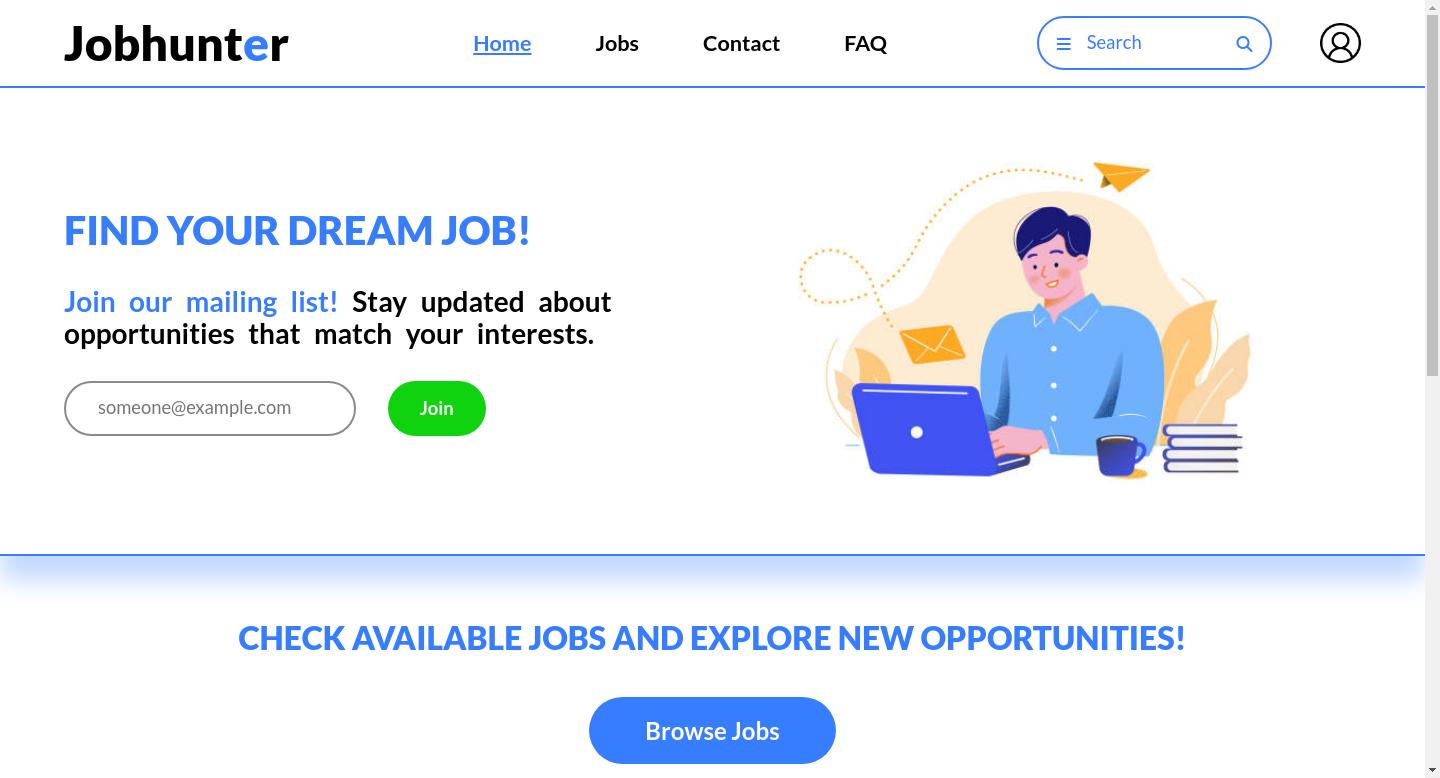 Jobhunter
Home Jobs Contact FAQ
Search
FIND YOUR DREAM JOB!
Join our mailing list! Stay updated about
opportunities that match your interests.
someone@example.com
Join
CHECK AVAILABLE JOBS AND EXPLORE NEW OPPORTUNITIES!
Browse Jobs